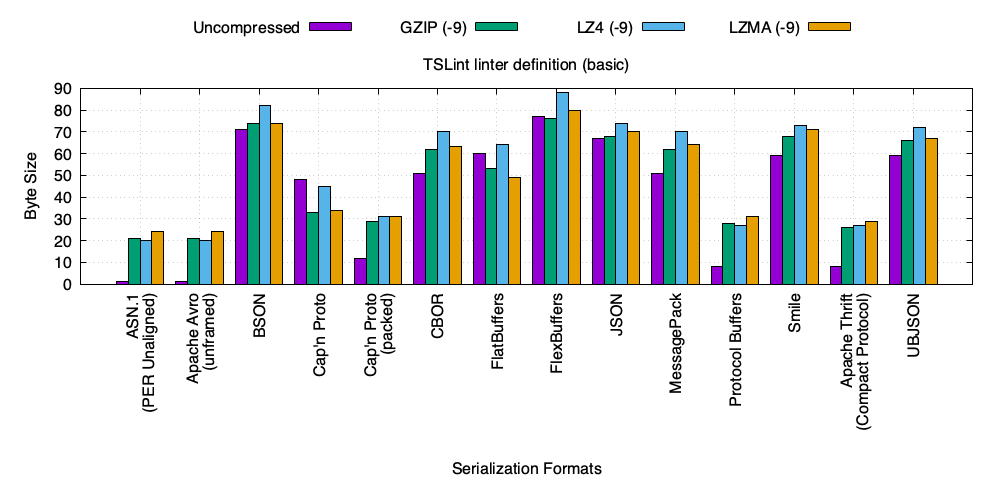 Uncompressed GZIP (-9) LZ4 (-9) LZMA (-9)
TSLint linter definition (basic)
Byte Size
90
80
70
60
50
40
30
20
10
0
ASN.1
(PER Unaligned)
Apache Avro
(unframed)
BSON
Cap'n Proto
Cap'n Proto
(packed)
CBOR
FlatBuffers
FlexBuffers
JSON
MessagePack
Protocol Buffers
Smile
Apache Thrift
(Compact Protocol)
UBJSON
Serialization Formats